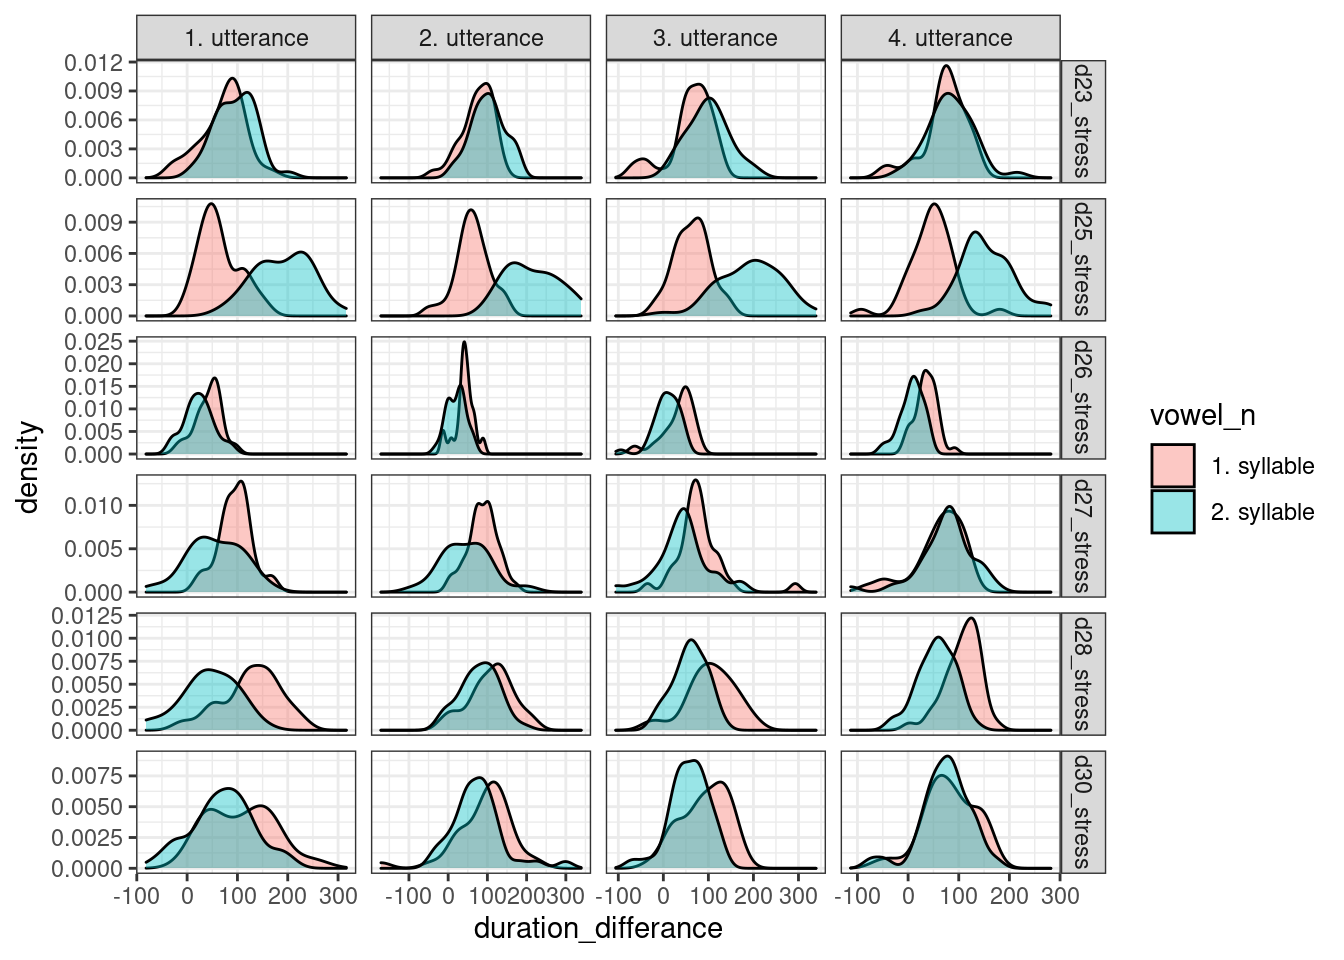 1. utterance 2. utterance 3. utterance 4. utterance
0.012
0.009
0.006
0.003
0.000
d23_stress
0.009
0.006
0.003
0.000
d25_stress
0.025
0.020
0.015
0.010
0.005
0.000
d26_stress
0.010
0.005
0.000
d27_stress
0.0125
0.0100
0.0075
0.0050
0.0025
0.0000
d28_stress
0.0075
0.0050
0.0025
0.0000
d30_stress
density
-100 0 100 200 300 -100 0 100 200 300 -100 0 100 200 300 -100 0 100 200 300
duration_differance
vowel_n
1. syllable
2. syllable